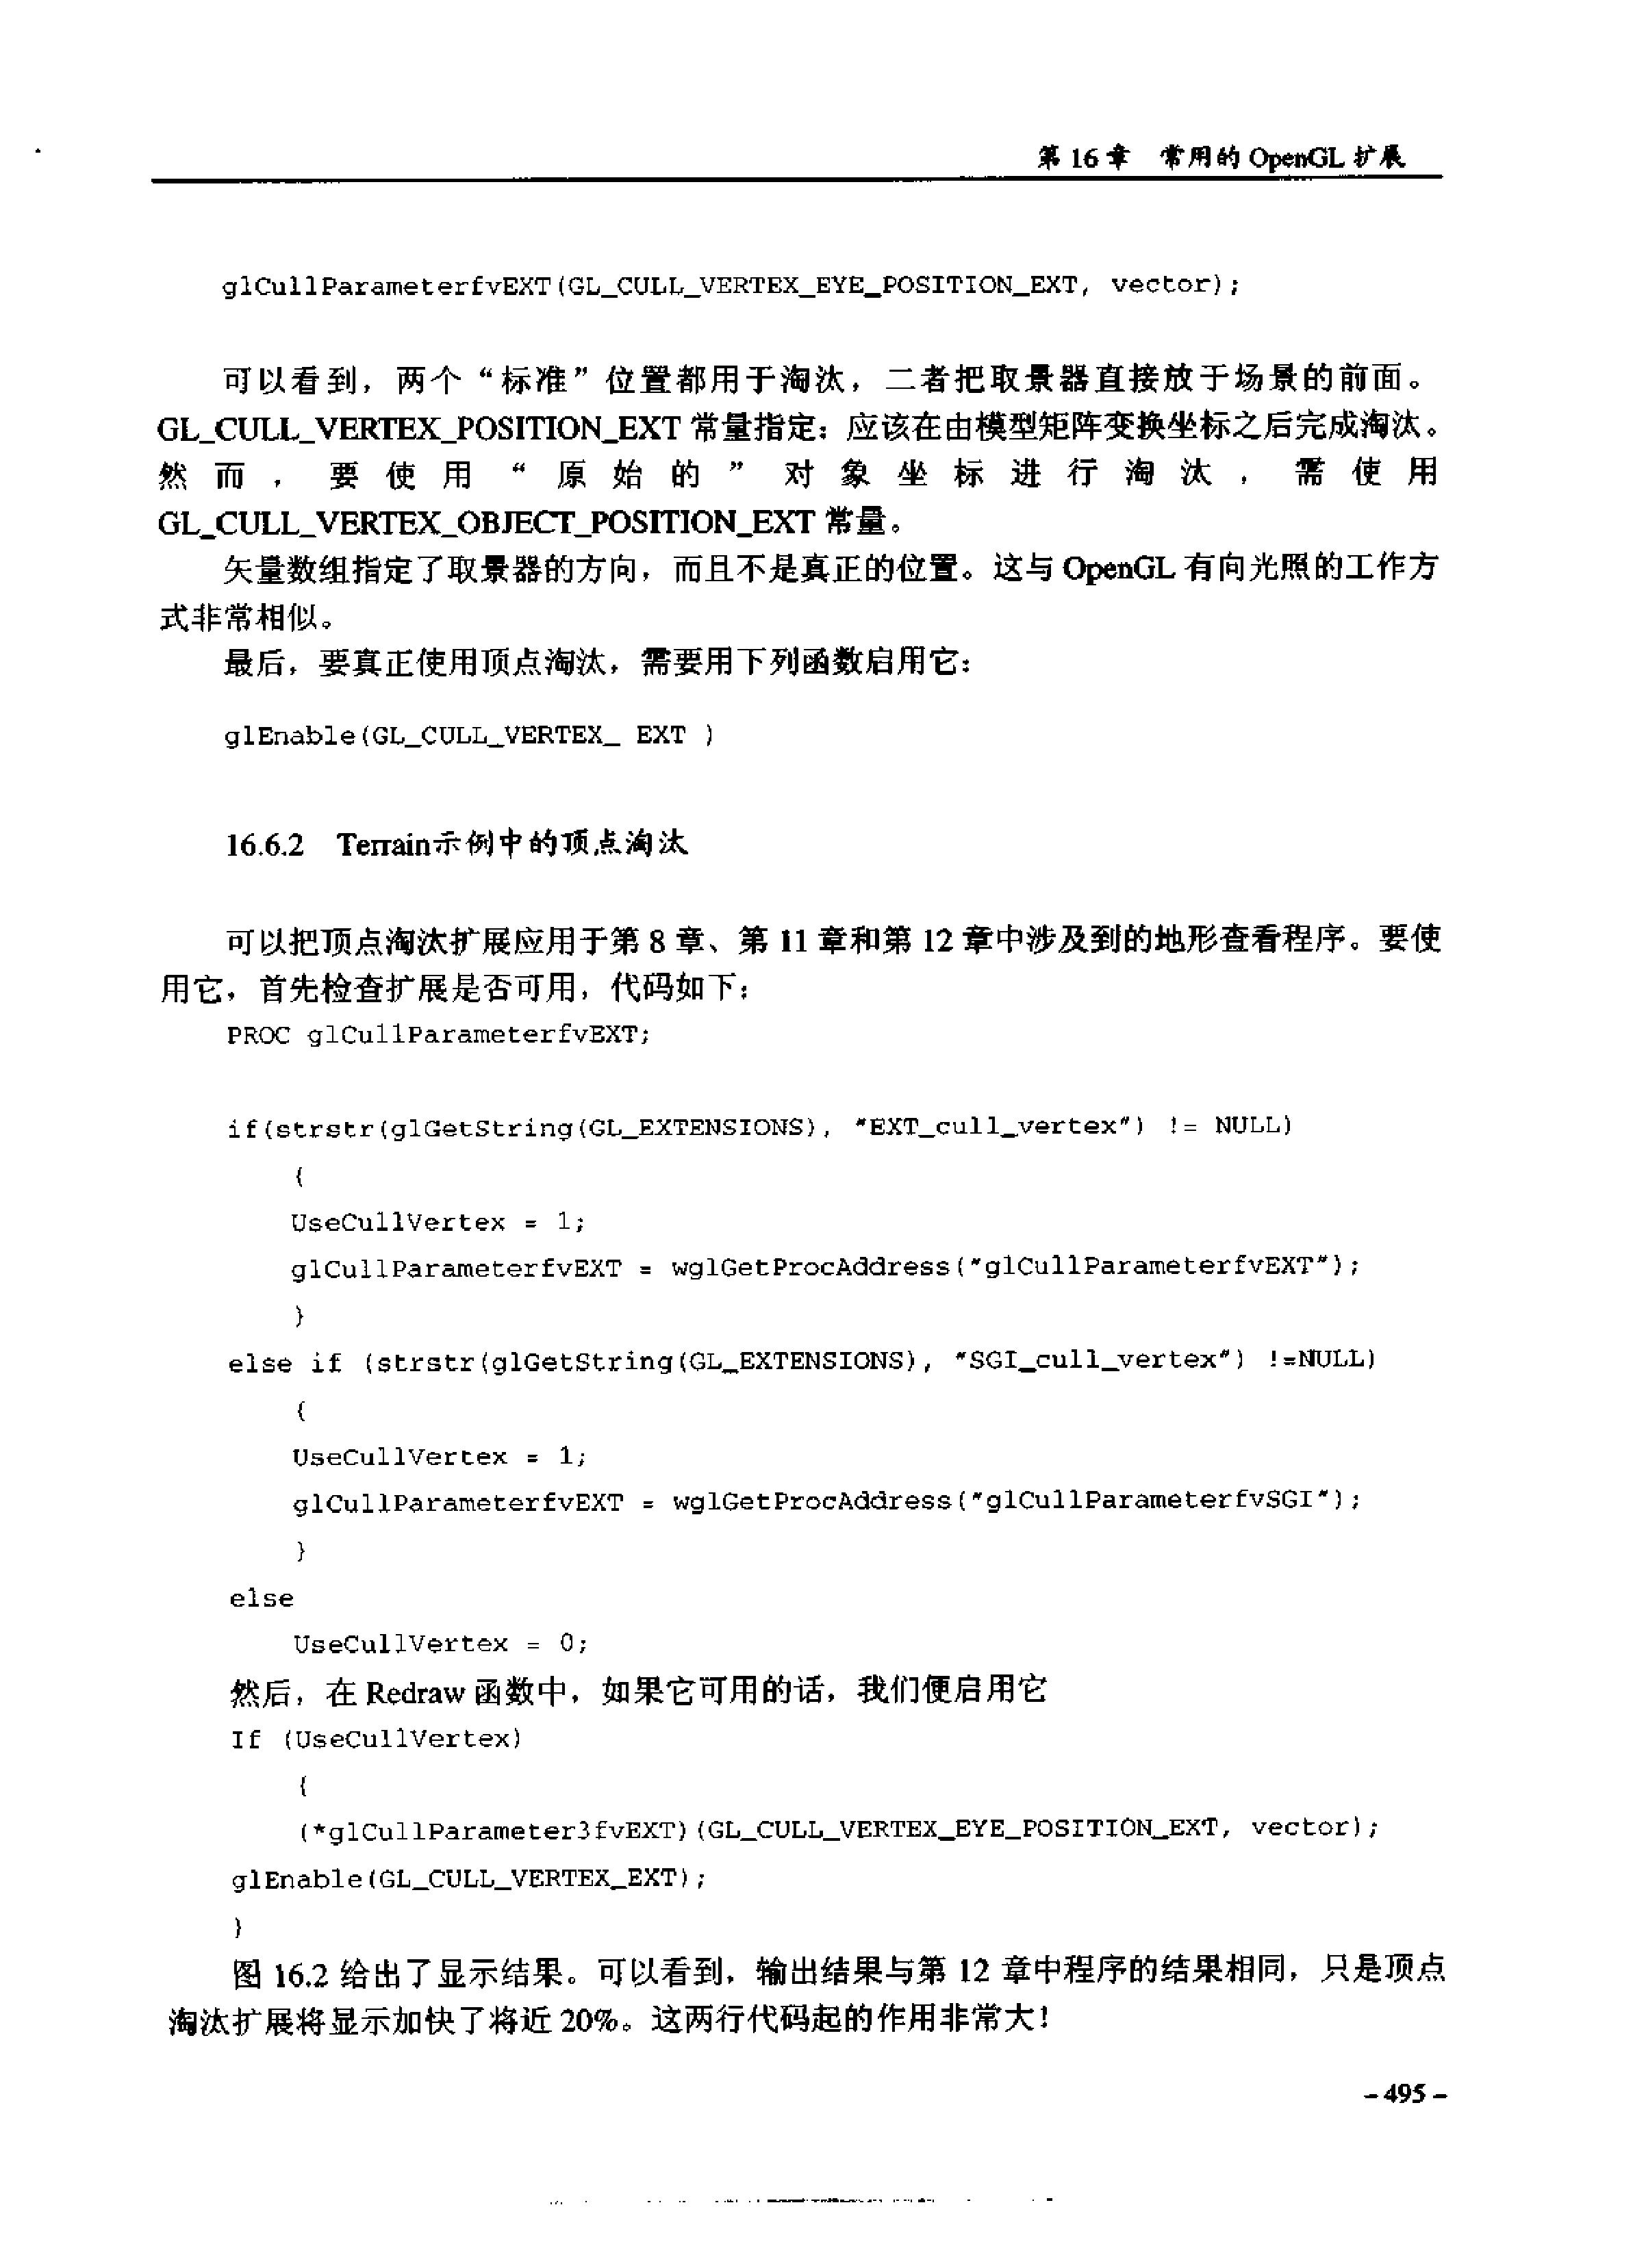 第 16 章 常用的 OpenGL 扩展
glCullParameterfvEXT(GL_CULL_VERTEX_EYE_POSITION_EXT, vector);
可以看到，两个“标准”位置都用于淘汰，二者把取景器直接放于场景的前面。
GL_CULL_VERTEX_POSITION_EXT 常量指定：应该在由模型矩阵变换坐标之后完成淘汰。
然而，要使用“原始的”对象坐标进行淘汰，需使用
GL_CULL_VERTEX_OBJECT_POSITION_EXT 常量。
矢量数组指定了取景器的方向，而且不是真正的位置。这与 OpenGL 有向光照的工作方
式非常相似。
最后，要真正使用顶点淘汰，需要用下列函数启用它：
glEnable(GL_CULL_VERTEX_ EXT )
16.6.2 Terrain示例中的顶点淘汰
可以把顶点淘汰扩展应用于第 8 章、第 11 章和第 12 章中涉及到的地形查看程序。要使
用它，首先检查扩展是否可用，代码如下：
PROC glCullParameterfvEXT;
if(strstr(glGetString(GL_EXTENSIONS), "EXT_cull_vertex") != NULL)
{
UseCullVertex = 1;
glCullParameterfvEXT = wglGetProcAddress("glCullParameterfvEXT");
}
else if (strstr(glGetString(GL_EXTENSIONS), "SGI_cull_vertex") !=NULL)
{
UseCullVertex = 1;
glCullParameterfvEXT = wglGetProcAddress("glCullParameterfvSGI");
}
else
UseCullVertex = 0;
然后，在 Redraw 函数中，如果它可用的话，我们便启用它
If (UseCullVertex)
{
(*glCullParameter3fvEXT)(GL_CULL_VERTEX_EYE_POSITION_EXT, vector);
glEnable(GL_CULL_VERTEX_EXT);
}
图 16.2 给出了显示结果。可以看到，输出结果与第 12 章中程序的结果相同，只是顶点
淘汰扩展将显示加快了将近 20%。这两行代码起的作用非常大！
- 495 -